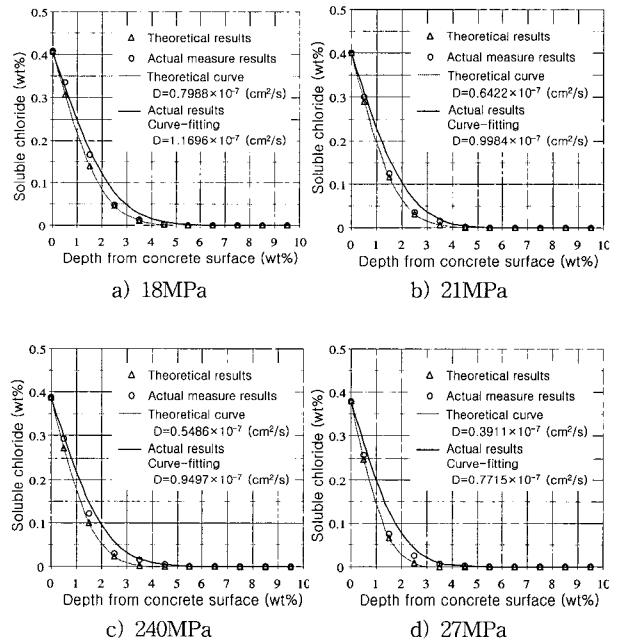 0.5
0.4
0.3
0.2
0.1
0
0 1 2 3 4 5 6 7 8 9 10
Soluble chloride (wt%)
Depth from concrete surface (wt%)
△ Theoretical results
○ Actual measure results
Theoretical curve
D=0.7988×10⁻⁷ (cm²/s)
Actual results
Curve-fitting
D=1.1696×10⁻⁷ (cm²/s)
a) 18MPa
0.5
0.4
0.3
0.2
0.1
0
0 1 2 3 4 5 6 7 8 9 10
Soluble chloride (wt%)
Depth from concrete surface (wt%)
△ Theoretical results
○ Actual measure results
Theoretical curve
D=0.6422×10⁻⁷ (cm²/s)
Actual results
Curve-fitting
D=0.9984×10⁻⁷ (cm²/s)
b) 21MPa
0.5
0.4
0.3
0.2
0.1
0
0 1 2 3 4 5 6 7 8 9 10
Soluble chloride (wt%)
Depth from concrete surface (wt%)
△ Theoretical results
○ Actual measure results
Theoretical curve
D=0.5486×10⁻⁷ (cm²/s)
Actual results
Curve-fitting
D=0.9497×10⁻⁷ (cm²/s)
c) 240MPa
0.5
0.4
0.3
0.2
0.1
0
0 1 2 3 4 5 6 7 8 9 10
Soluble chloride (wt%)
Depth from concrete surface (wt%)
△ Theoretical results
○ Actual measure results
Theoretical curve
D=0.3911×10⁻⁷ (cm²/s)
Actual results
Curve-fitting
D=0.7715×10⁻⁷ (cm²/s)
d) 27MPa